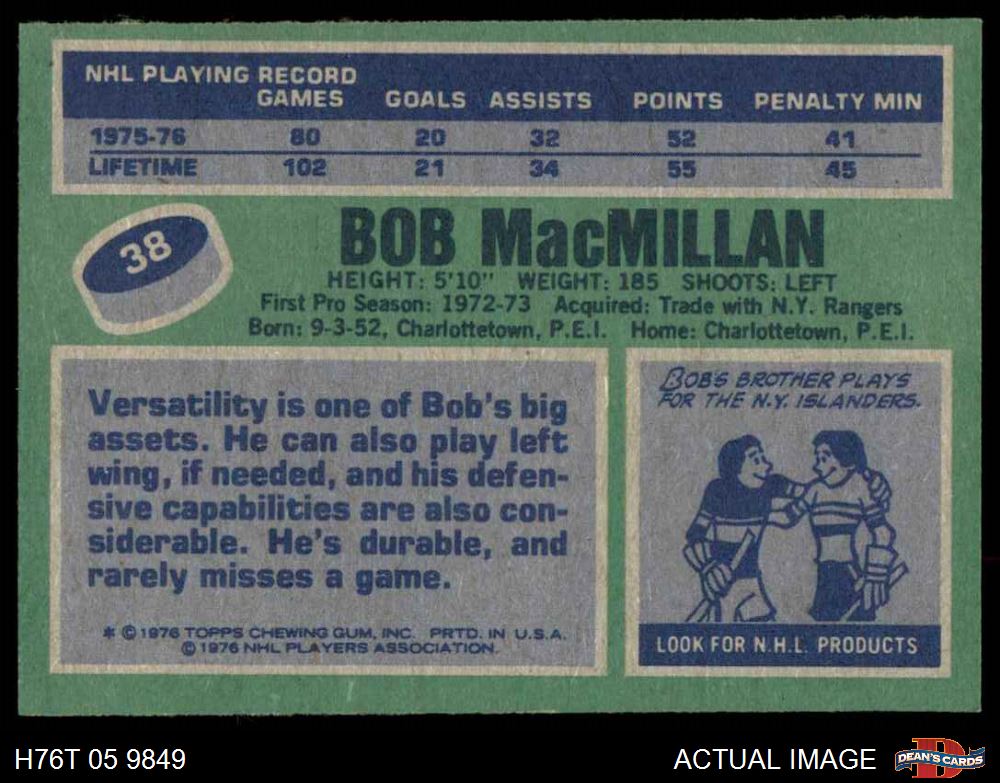 NHL PLAYING RECORD
GAMES GOALS ASSISTS POINTS PENALTY MIN
1975-76 80 20 32 52 41
LIFETIME 102 21 34 55 45
38
BOB MacMILLAN
HEIGHT: 5'10" WEIGHT: 185 SHOOTS: LEFT
First Pro Season: 1972-73 Acquired: Trade with N.Y. Rangers
Born: 9-3-52, Charlottetown, P.E.I. Home: Charlottetown, P.E.I.
Versatility is one of Bob's big
assets. He can also play left
wing, if needed, and his defen-
sive capabilities are also con-
siderable. He's durable, and
rarely misses a game.
* © 1976 TOPPS CHEWING GUM, INC. PRTD. IN U.S.A.
© 1976 NHL PLAYERS ASSOCIATION.
BOB'S BROTHER PLAYS
FOR THE N.Y. ISLANDERS.
LOOK FOR N.H.L. PRODUCTS
H76T 05 9849
ACTUAL IMAGE
D
DEAN'S CARDS